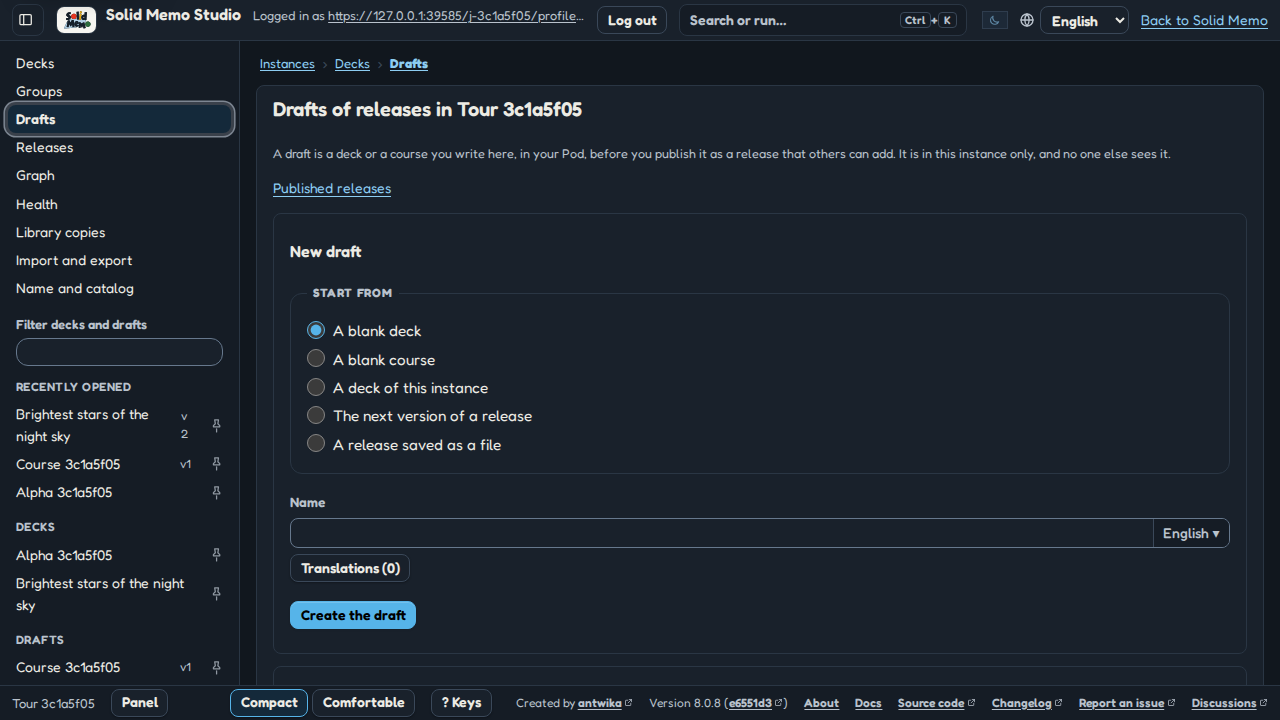 Solid Memo Studio
Logged in as https://127.0.0.1:39585/j-3c1a5f05/profile...
Log out
Search or run...
Ctrl+K
English
Back to Solid Memo
Decks
Groups
Drafts
Releases
Graph
Health
Library copies
Import and export
Name and catalog
Filter decks and drafts
RECENTLY OPENED
Brightest stars of the night sky
v 2
Course 3c1a5f05
v1
Alpha 3c1a5f05
DECKS
Alpha 3c1a5f05
Brightest stars of the night sky
DRAFTS
Course 3c1a5f05
v1
Instances › Decks › Drafts
Drafts of releases in Tour 3c1a5f05
A draft is a deck or a course you write here, in your Pod, before you publish it as a release that others can add. It is in this instance only, and no one else sees it.
Published releases
New draft
START FROM
A blank deck
A blank course
A deck of this instance
The next version of a release
A release saved as a file
Name
English ▾
Translations (0)
Create the draft
Tour 3c1a5f05
Panel
Compact
Comfortable
? Keys
Created by antwika
Version 8.0.8 (e6551d3)
About
Docs
Source code
Changelog
Report an issue
Discussions